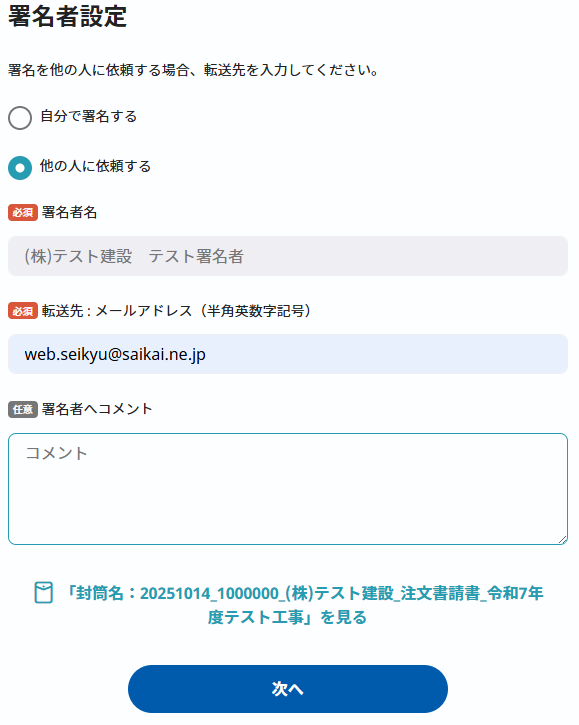 署名者設定
署名を他の人に依頼する場合、転送先を入力してください。
自分で署名する
他の人に依頼する
必須 署名者名
(株)テスト建設　テスト署名者
必須 転送先 : メールアドレス（半角英数字記号）
web.seikyu@saikai.ne.jp
任意 署名者へコメント
コメント
「封筒名：20251014_1000000_(株)テスト建設_注文書請書_令和7年
度テスト工事」を見る
次へ